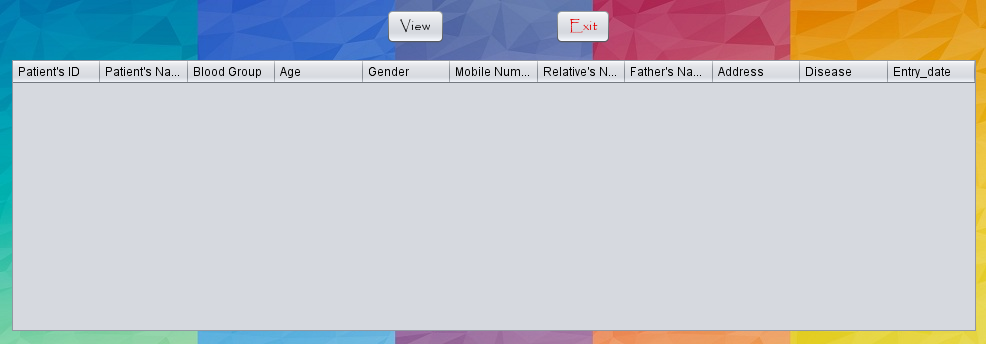 View Exit
Patient's ID Patient's Na... Blood Group Age Gender Mobile Num... Relative's N... Father's Na... Address Disease Entry_date